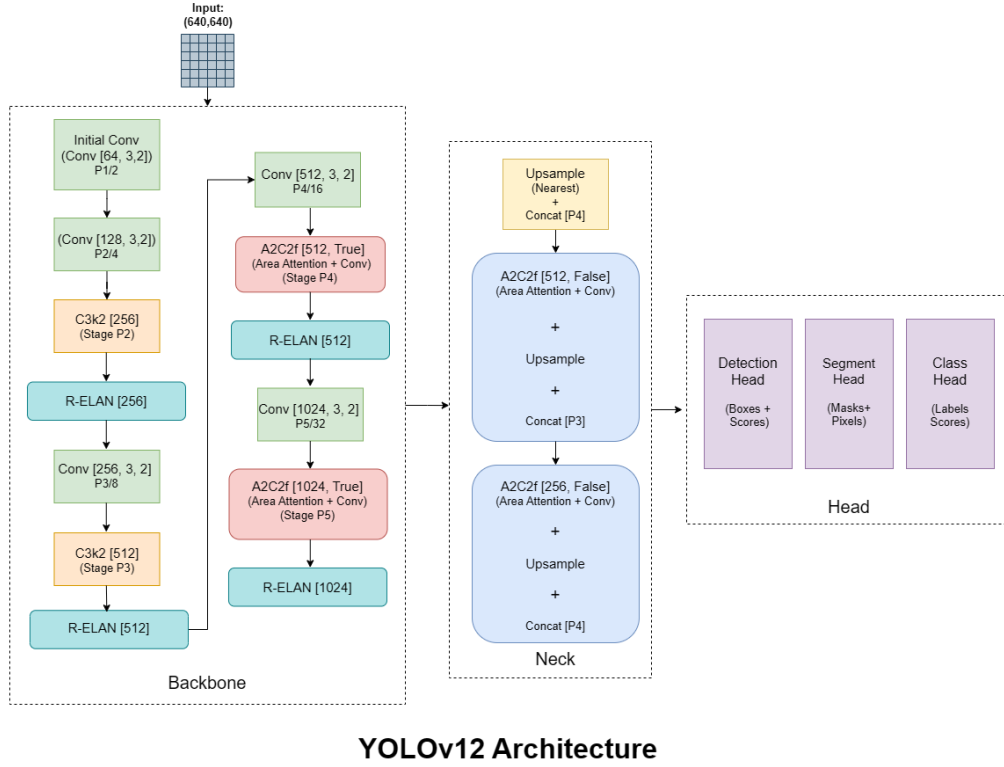 Input:
(640,640)
Initial Conv
(Conv [64, 3,2])
P1/2
(Conv [128, 3,2])
P2/4
C3k2 [256]
(Stage P2)
R-ELAN [256]
Conv [256, 3, 2]
P3/8
C3k2 [512]
(Stage P3)
R-ELAN [512]
Conv [512, 3, 2]
P4/16
A2C2f [512, True]
(Area Attention + Conv)
(Stage P4)
R-ELAN [512]
Conv [1024, 3, 2]
P5/32
A2C2f [1024, True]
(Area Attention + Conv)
(Stage P5)
R-ELAN [1024]
Backbone
Upsample
(Nearest)
+
Concat [P4]
A2C2f [512, False]
(Area Attention + Conv)
+
Upsample
+
Concat [P3]
A2C2f [256, False]
(Area Attention + Conv)
+
Upsample
+
Concat [P4]
Neck
Detection
Head
(Boxes +
Scores)
Segment
Head
(Masks+
Pixels)
Class
Head
(Labels
Scores)
Head
YOLOv12 Architecture